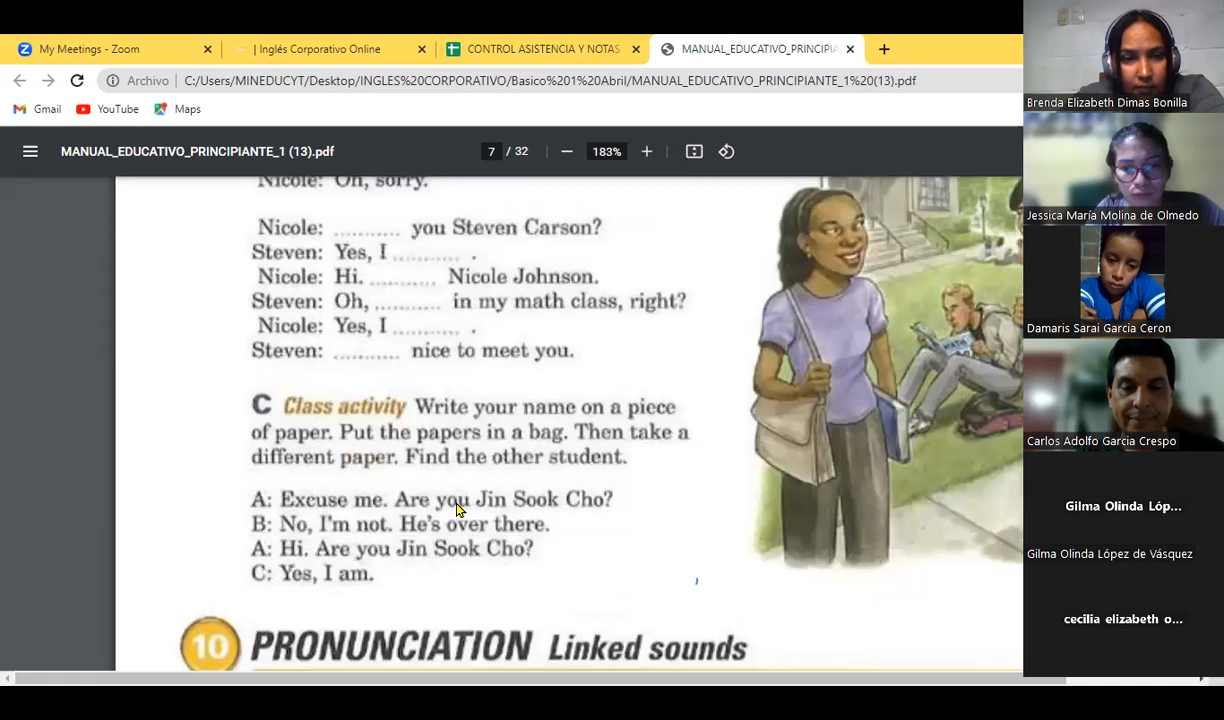 My Meetings - Zoom
| Inglés Corporativo Online
CONTROL ASISTENCIA Y NOTAS
MANUAL_EDUCATIVO_PRINCIPIA
Archivo
C:/Users/MINEDUCYT/Desktop/INGLES%20CORPORATIVO/Basico%201%20Abril/MANUAL_EDUCATIVO_PRINCIPIANTE_1%20(13).pdf
Gmail
YouTube
Maps
MANUAL_EDUCATIVO_PRINCIPIANTE_1 (13).pdf
7 / 32
183%
Nicole: Oh, sorry.
Nicole: .......... you Steven Carson?
Steven: Yes, I .......... .
Nicole: Hi. .......... Nicole Johnson.
Steven: Oh, .......... in my math class, right?
Nicole: Yes, I .......... .
Steven: .......... nice to meet you.
C Class activity Write your name on a piece
of paper. Put the papers in a bag. Then take a
different paper. Find the other student.
A: Excuse me. Are you Jin Sook Cho?
B: No, I'm not. He's over there.
A: Hi. Are you Jin Sook Cho?
C: Yes, I am.
10 PRONUNCIATION Linked sounds
MATH
Brenda Elizabeth Dimas Bonilla
Jessica María Molina de Olmedo
Damaris Sarai Garcia Ceron
Carlos Adolfo Garcia Crespo
Gilma Olinda Lóp...
Gilma Olinda López de Vásquez
cecilia elizabeth o...